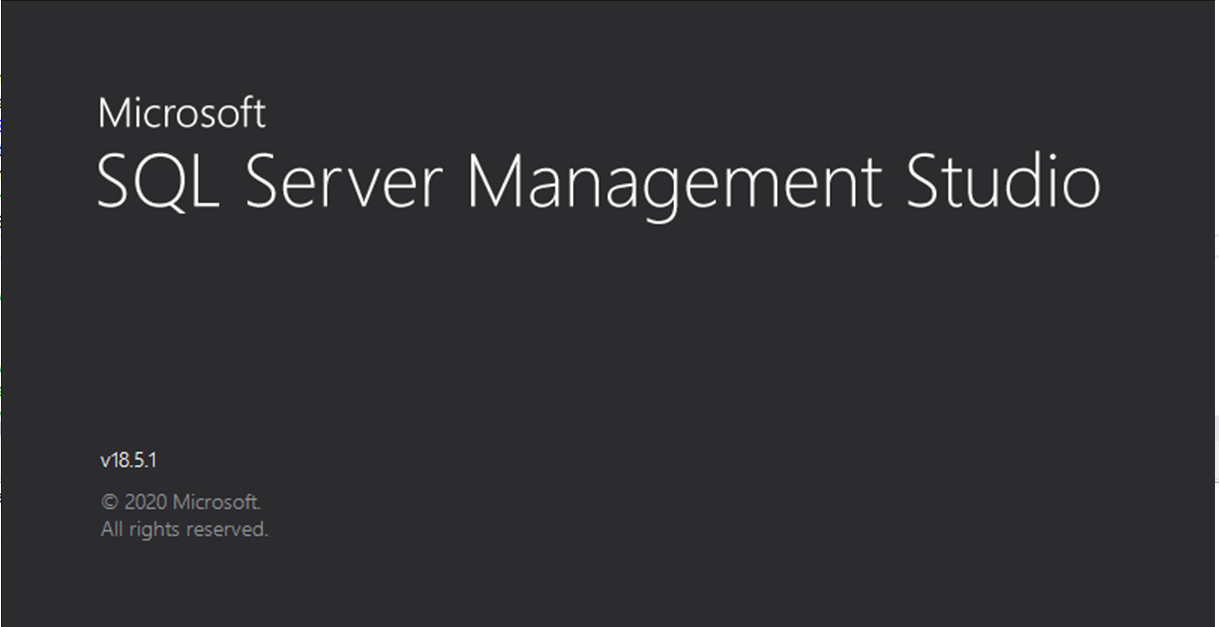 Microsoft
SQL Server Management Studio
v18.5.1
© 2020 Microsoft.
All rights reserved.